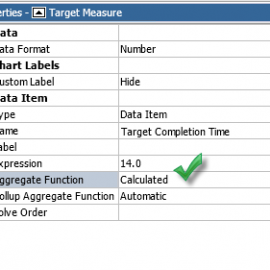 erties - Target Measure
ata
ata Format Number
hart Labels
ustom Label Hide
ata Item
ype Data Item
ame Target Completion Time
abel
xpression 14.0
ggregate Function Calculated
ollup Aggregate Function Automatic
olve Order